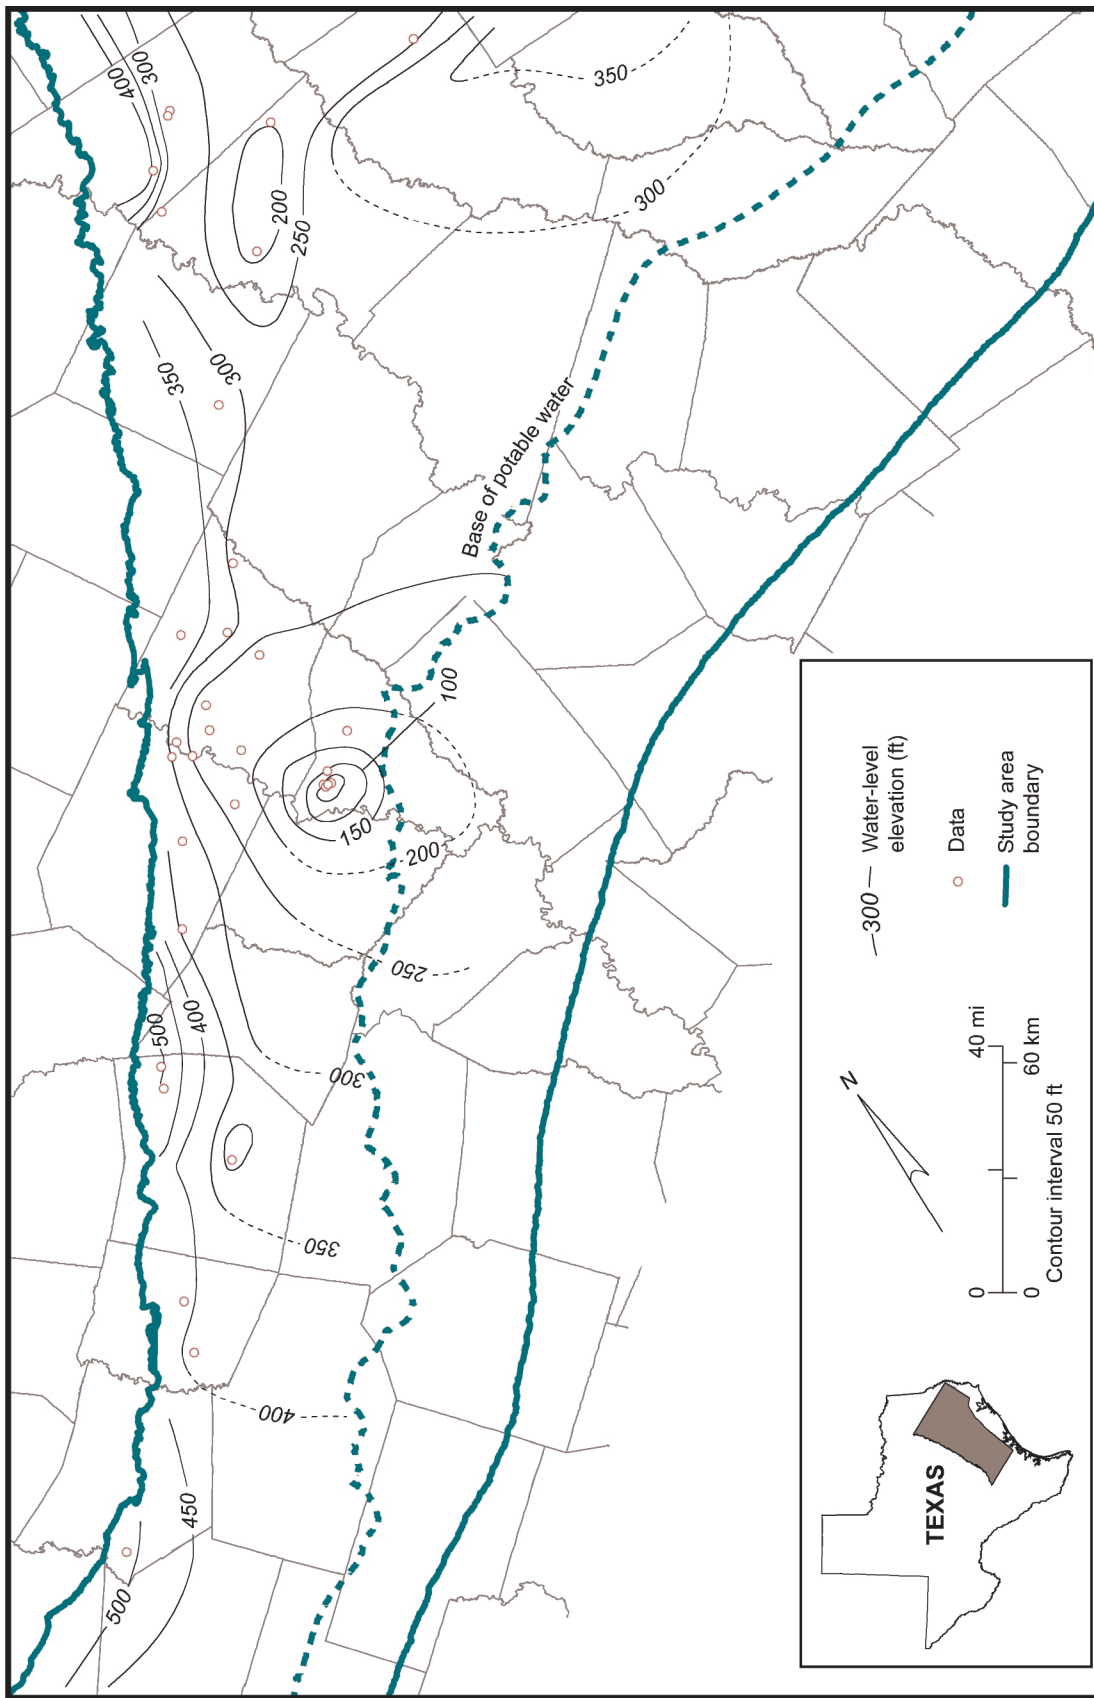 400
300
350
200
250
300
350
300
Base of potable water
100
150
200
250
500
400
300
350
400
450
500
—300— Water-level
elevation (ft)
Data
Study area
boundary
N
0 40 mi
0 60 km
Contour interval 50 ft
TEXAS